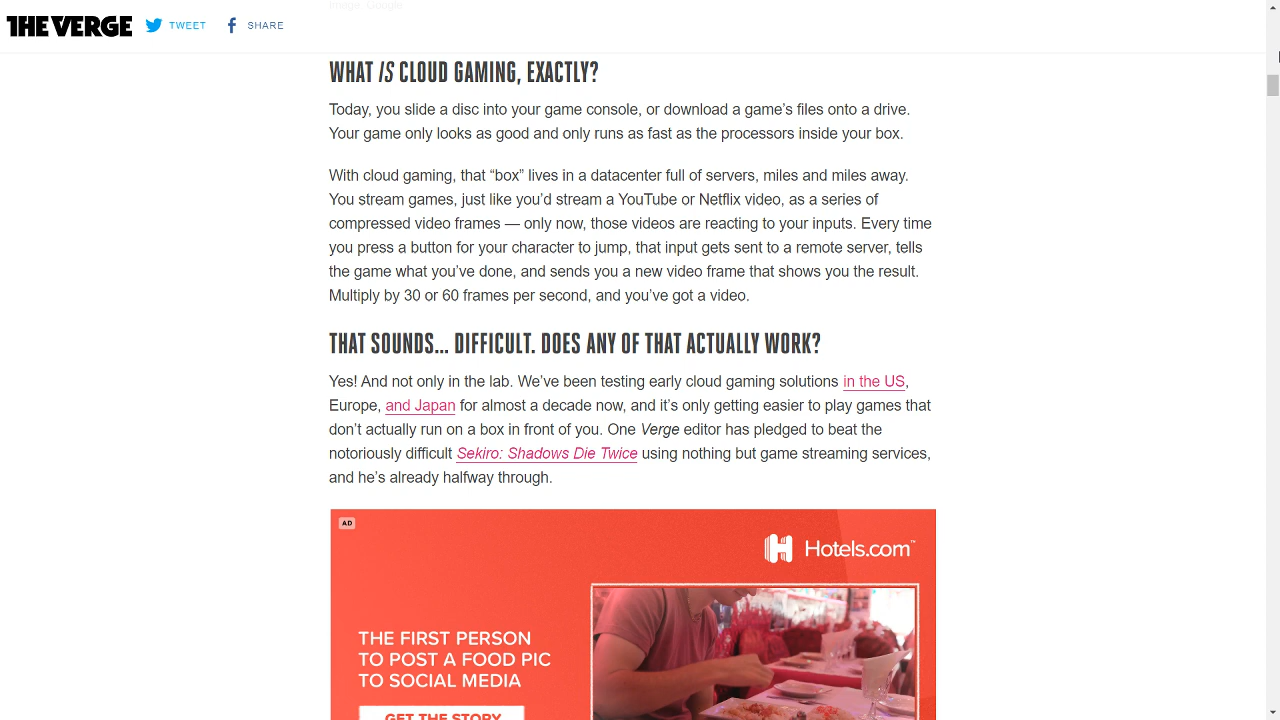 Image: Google
THE VERGE
TWEET
SHARE
WHAT IS CLOUD GAMING, EXACTLY?
Today, you slide a disc into your game console, or download a game’s files onto a drive.
Your game only looks as good and only runs as fast as the processors inside your box.
With cloud gaming, that “box” lives in a datacenter full of servers, miles and miles away.
You stream games, just like you’d stream a YouTube or Netflix video, as a series of
compressed video frames — only now, those videos are reacting to your inputs. Every time
you press a button for your character to jump, that input gets sent to a remote server, tells
the game what you’ve done, and sends you a new video frame that shows you the result.
Multiply by 30 or 60 frames per second, and you’ve got a video.
THAT SOUNDS... DIFFICULT. DOES ANY OF THAT ACTUALLY WORK?
Yes! And not only in the lab. We’ve been testing early cloud gaming solutions in the US,
Europe, and Japan for almost a decade now, and it’s only getting easier to play games that
don’t actually run on a box in front of you. One Verge editor has pledged to beat the
notoriously difficult Sekiro: Shadows Die Twice using nothing but game streaming services,
and he’s already halfway through.
AD
Hotels.com™
THE FIRST PERSON
TO POST A FOOD PIC
TO SOCIAL MEDIA
GET THE STORY